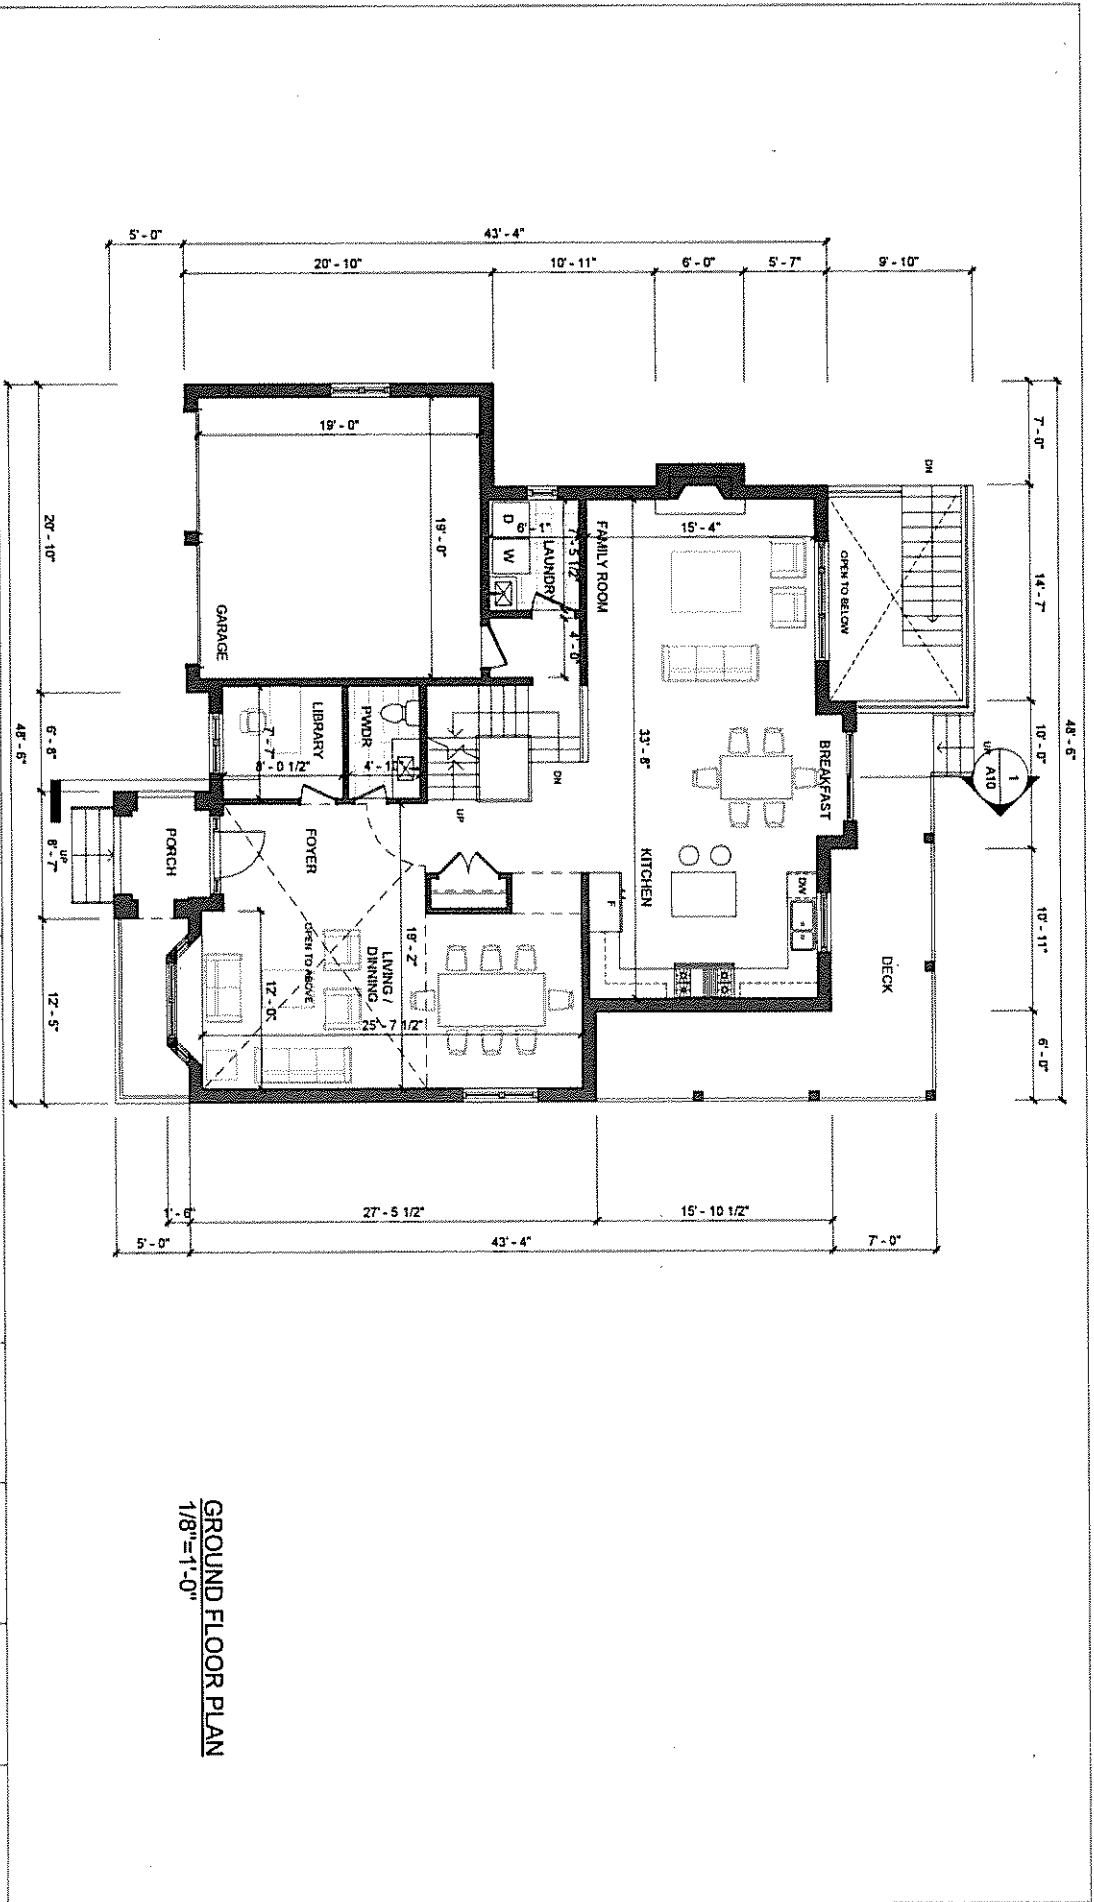 5' - 0"
43' - 4"
20' - 10"
10' - 11"
6' - 0"
5' - 7"
9' - 10"
48' - 6"
7' - 0"
14' - 7"
10' - 0"
10' - 11"
6' - 0"
DN
OPEN TO BELOW
UP
1
A10
DECK
BREAKFAST
KITCHEN
DW
F
33' - 8"
15' - 4"
FAMILY ROOM
LAUNDRY
7' - 5 1/2"
6' - 1"
D
W
4' - 0"
19' - 0"
19' - 0"
GARAGE
DN
UP
PWDR
LIBRARY
7' - 7"
8' - 0 1/2"
FOYER
OPEN TO ABOVE
LIVING /
DINNING
19' - 2"
12' - 0"
25' - 7 1/2"
PORCH
UP
20' - 10"
6' - 8"
8' - 7"
12' - 5"
48' - 6"
1' - 6"
27' - 5 1/2"
15' - 10 1/2"
5' - 0"
43' - 4"
7' - 0"
GROUND FLOOR PLAN
1/8"=1'-0"